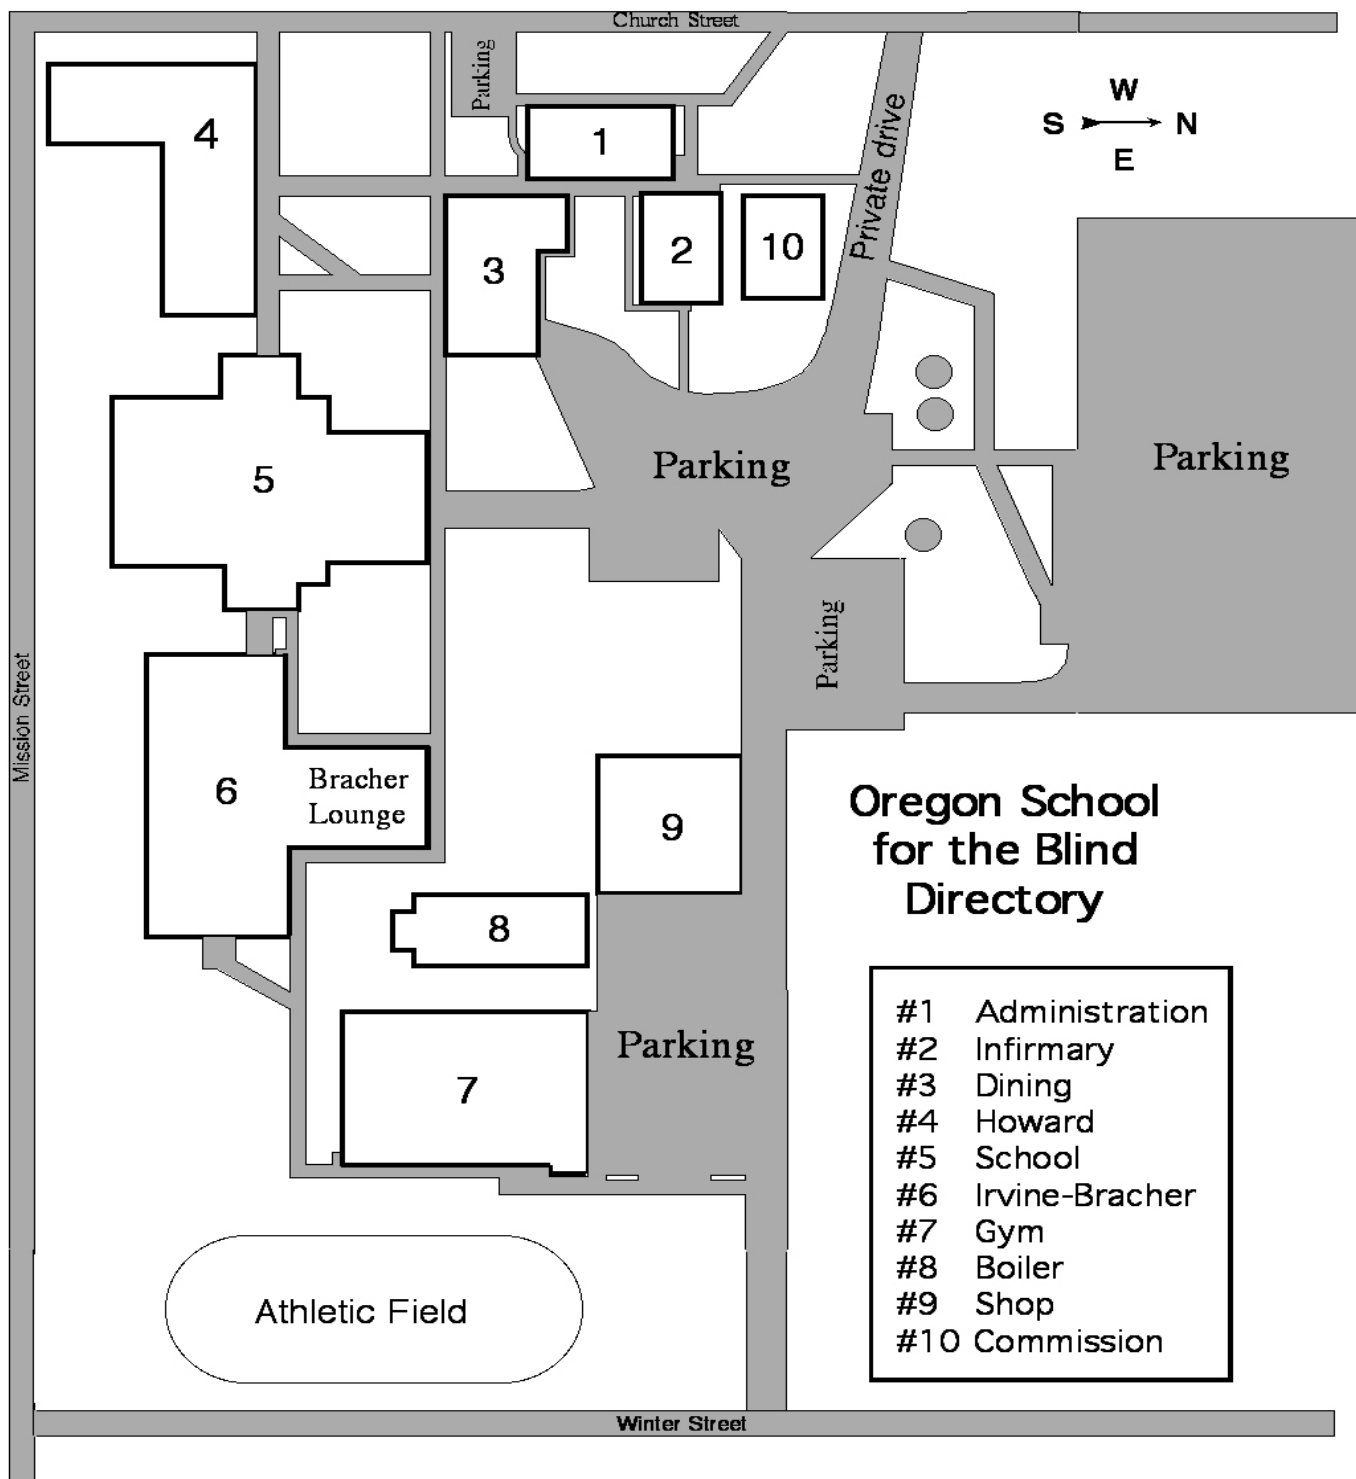 Church Street
Parking
W
S N
E
4
1
Private drive
3
2
10
5
Parking
Parking
Parking
Mission Street
6
Bracher
Lounge
9
8
Parking
7
Oregon School
for the Blind
Directory
#1 Administration
#2 Infirmary
#3 Dining
#4 Howard
#5 School
#6 Irvine-Bracher
#7 Gym
#8 Boiler
#9 Shop
#10 Commission
Athletic Field
Winter Street